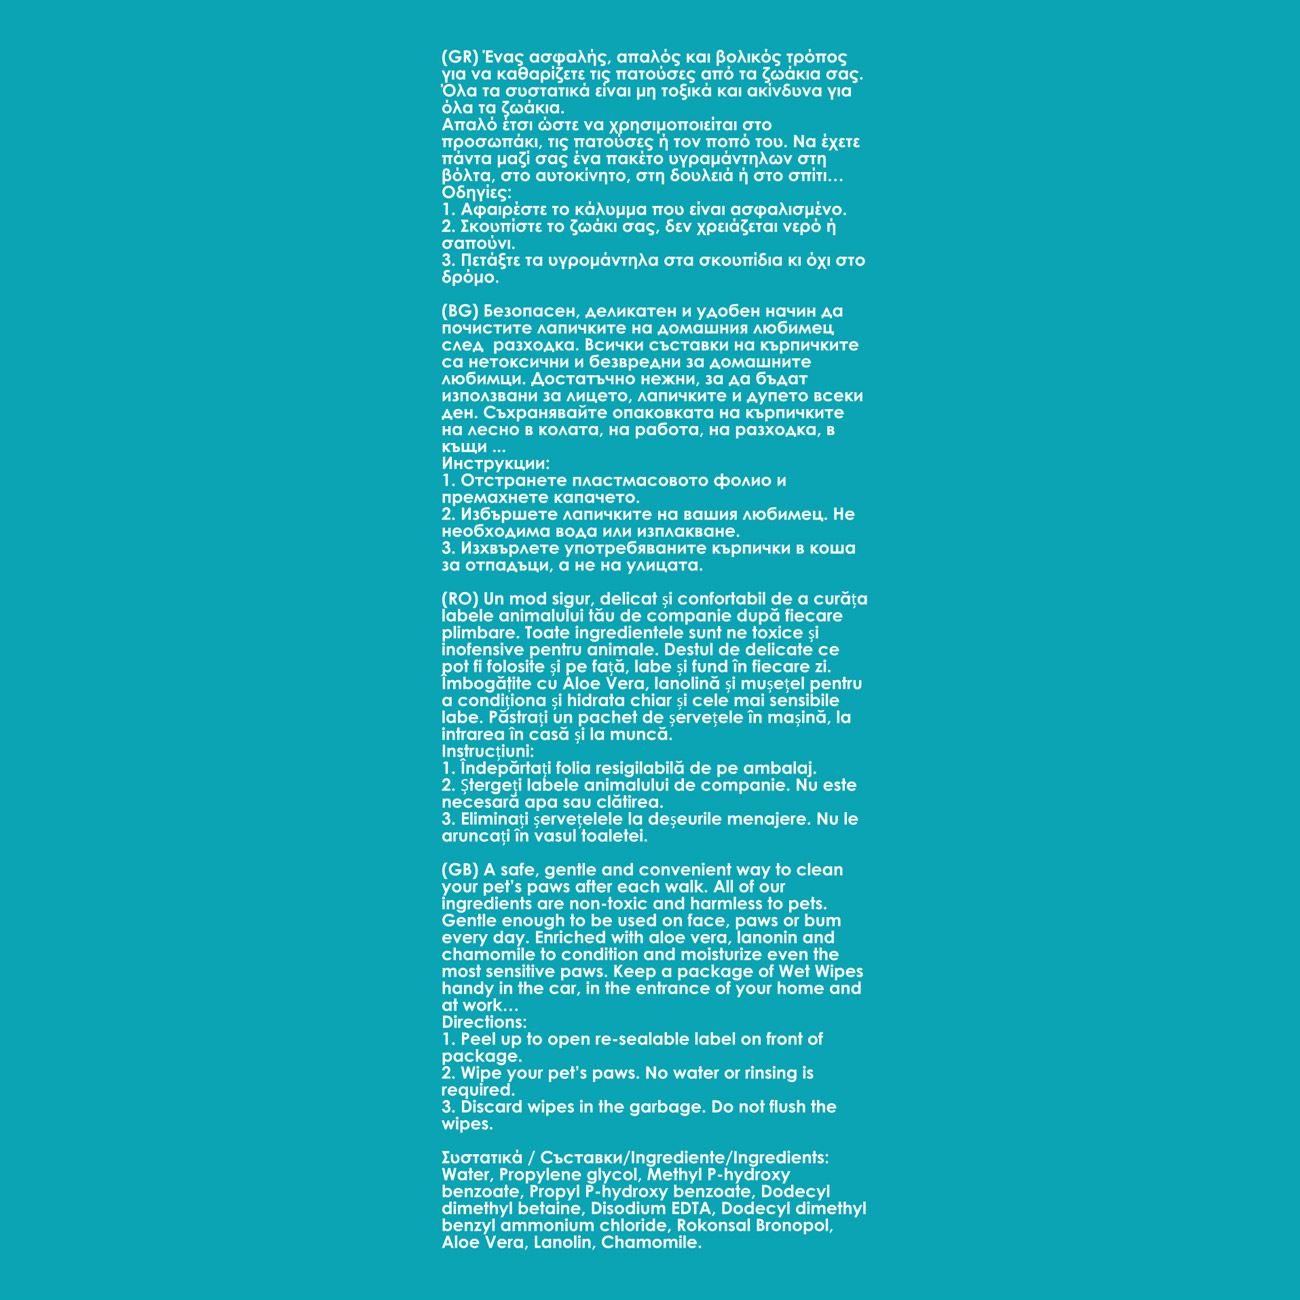 (GR) Ένας ασφαλής, απαλός και βολικός τρόπος
για να καθαρίζετε τις πατούσες από τα ζωάκια σας.
Όλα τα συστατικά είναι μη τοξικά και ακίνδυνα για
όλα τα ζωάκια.
Απαλό έτσι ώστε να χρησιμοποιείται στο
προσωπάκι, τις πατούσες ή τον ποπό του. Να έχετε
πάντα μαζί σας ένα πακέτο υγραμάντηλων στη
βόλτα, στο αυτοκίνητο, στη δουλειά ή στο σπίτι...
Οδηγίες:
1. Αφαιρέστε το κάλυμμα που είναι ασφαλισμένο.
2. Σκουπίστε το ζωάκι σας, δεν χρειάζεται νερό ή
σαπούνι.
3. Πετάξτε τα υγρομάντηλα στα σκουπίδια κι όχι στο
δρόμο.

(BG) Безопасен, деликатен и удобен начин да
почистите лапичките на домашния любимец
след  разходка. Всички съставки на кърпичките
са нетоксични и безвредни за домашните
любимци. Достатъчно нежни, за да бъдат
използвани за лицето, лапичките и дупето всеки
ден. Съхранявайте опаковката на кърпичките
на лесно в колата, на работа, на разходка, в
къщи ...
Инструкции:
1. Отстранете пластмасовото фолио и
премахнете капачето.
2. Избършете лапичките на вашия любимец. Не
необходима вода или изплакване.
3. Изхвърлете употребяваните кърпички в коша
за отпадъци, а не на улицата.

(RO) Un mod sigur, delicat și confortabil de a curăța
labele animalului tău de companie după fiecare
plimbare. Toate ingredientele sunt ne toxice și
inofensive pentru animale. Destul de delicate ce
pot fi folosite și pe față, labe și fund în fiecare zi.
Îmbogățite cu Aloe Vera, lanolină și mușețel pentru
a condiționa și hidrata chiar și cele mai sensibile
labe. Păstrați un pachet de șervețele în mașină, la
intrarea în casă și la muncă.
Instrucțiuni:
1. Îndepărtați folia resigilabilă de pe ambalaj.
2. Ștergeți labele animalului de companie. Nu este
necesară apa sau clătirea.
3. Eliminați șervețelele la deșeurile menajere. Nu le
aruncați în vasul toaletei.

(GB) A safe, gentle and convenient way to clean
your pet's paws after each walk. All of our
ingredients are non-toxic and harmless to pets.
Gentle enough to be used on face, paws or bum
every day. Enriched with aloe vera, lanonin and
chamomile to condition and moisturize even the
most sensitive paws. Keep a package of Wet Wipes
handy in the car, in the entrance of your home and
at work...
Directions:
1. Peel up to open re-sealable label on front of
package.
2. Wipe your pet's paws. No water or rinsing is
required.
3. Discard wipes in the garbage. Do not flush the
wipes.

Συστατικά / Съставки/Ingrediente/Ingredients:
Water, Propylene glycol, Methyl P-hydroxy
benzoate, Propyl P-hydroxy benzoate, Dodecyl
dimethyl betaine, Disodium EDTA, Dodecyl dimethyl
benzyl ammonium chloride, Rokonsal Bronopol,
Aloe Vera, Lanolin, Chamomile.